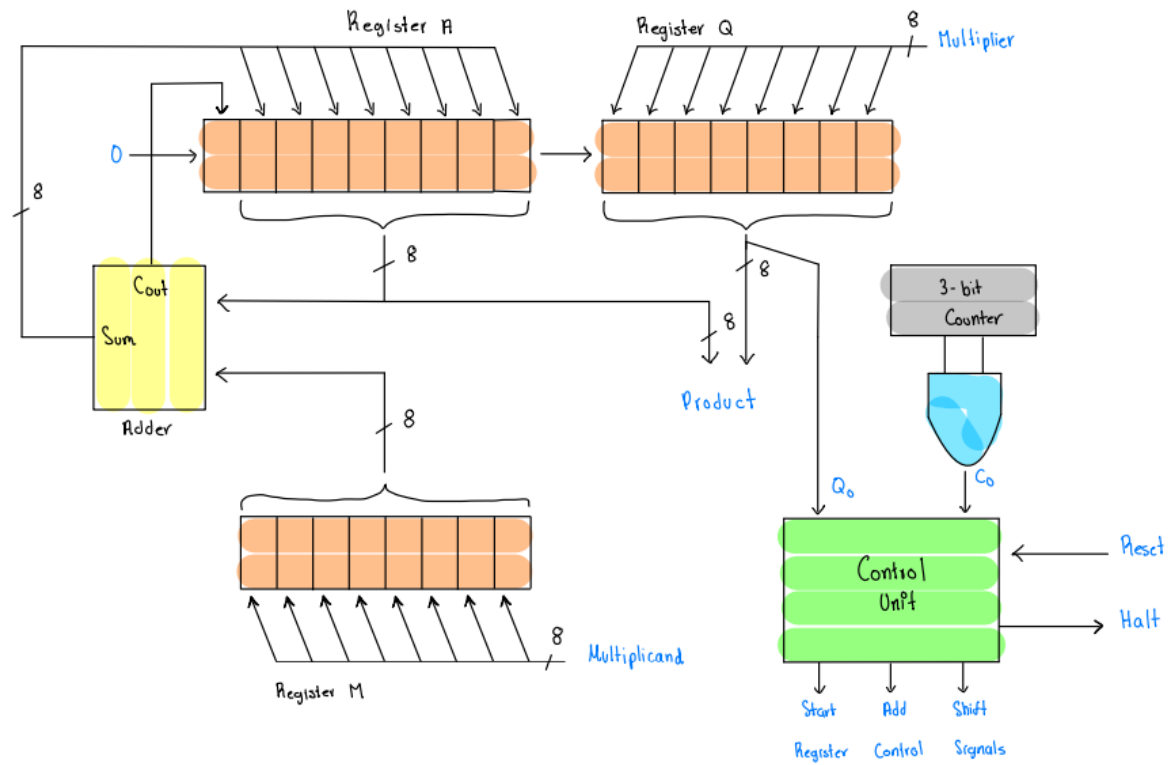 Register A
Register Q
8
Multiplier
0
8
8
8
8
Cout
Sum
Adder
3-bit
Counter
Product
8
Q0
C0
Control
Unit
Reset
Halt
8
Multiplicand
Register M
Start
Register
Add
Control
Shift
Signals